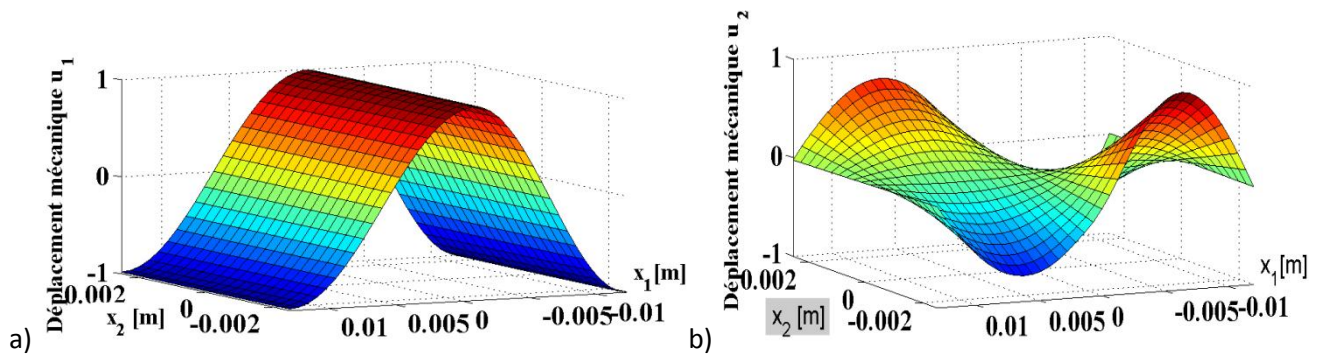 a)
Déplacement mécanique u1
1
0
-1
0.002
0
-0.002
x2 [m]
0.01
0.005
0
-0.005
-0.01
x1[m]
b)
Déplacement mécanique u2
1
0
-1
0.002
0
-0.002
x2 [m]
0.01
0.005
0
-0.005
-0.01
x1[m]